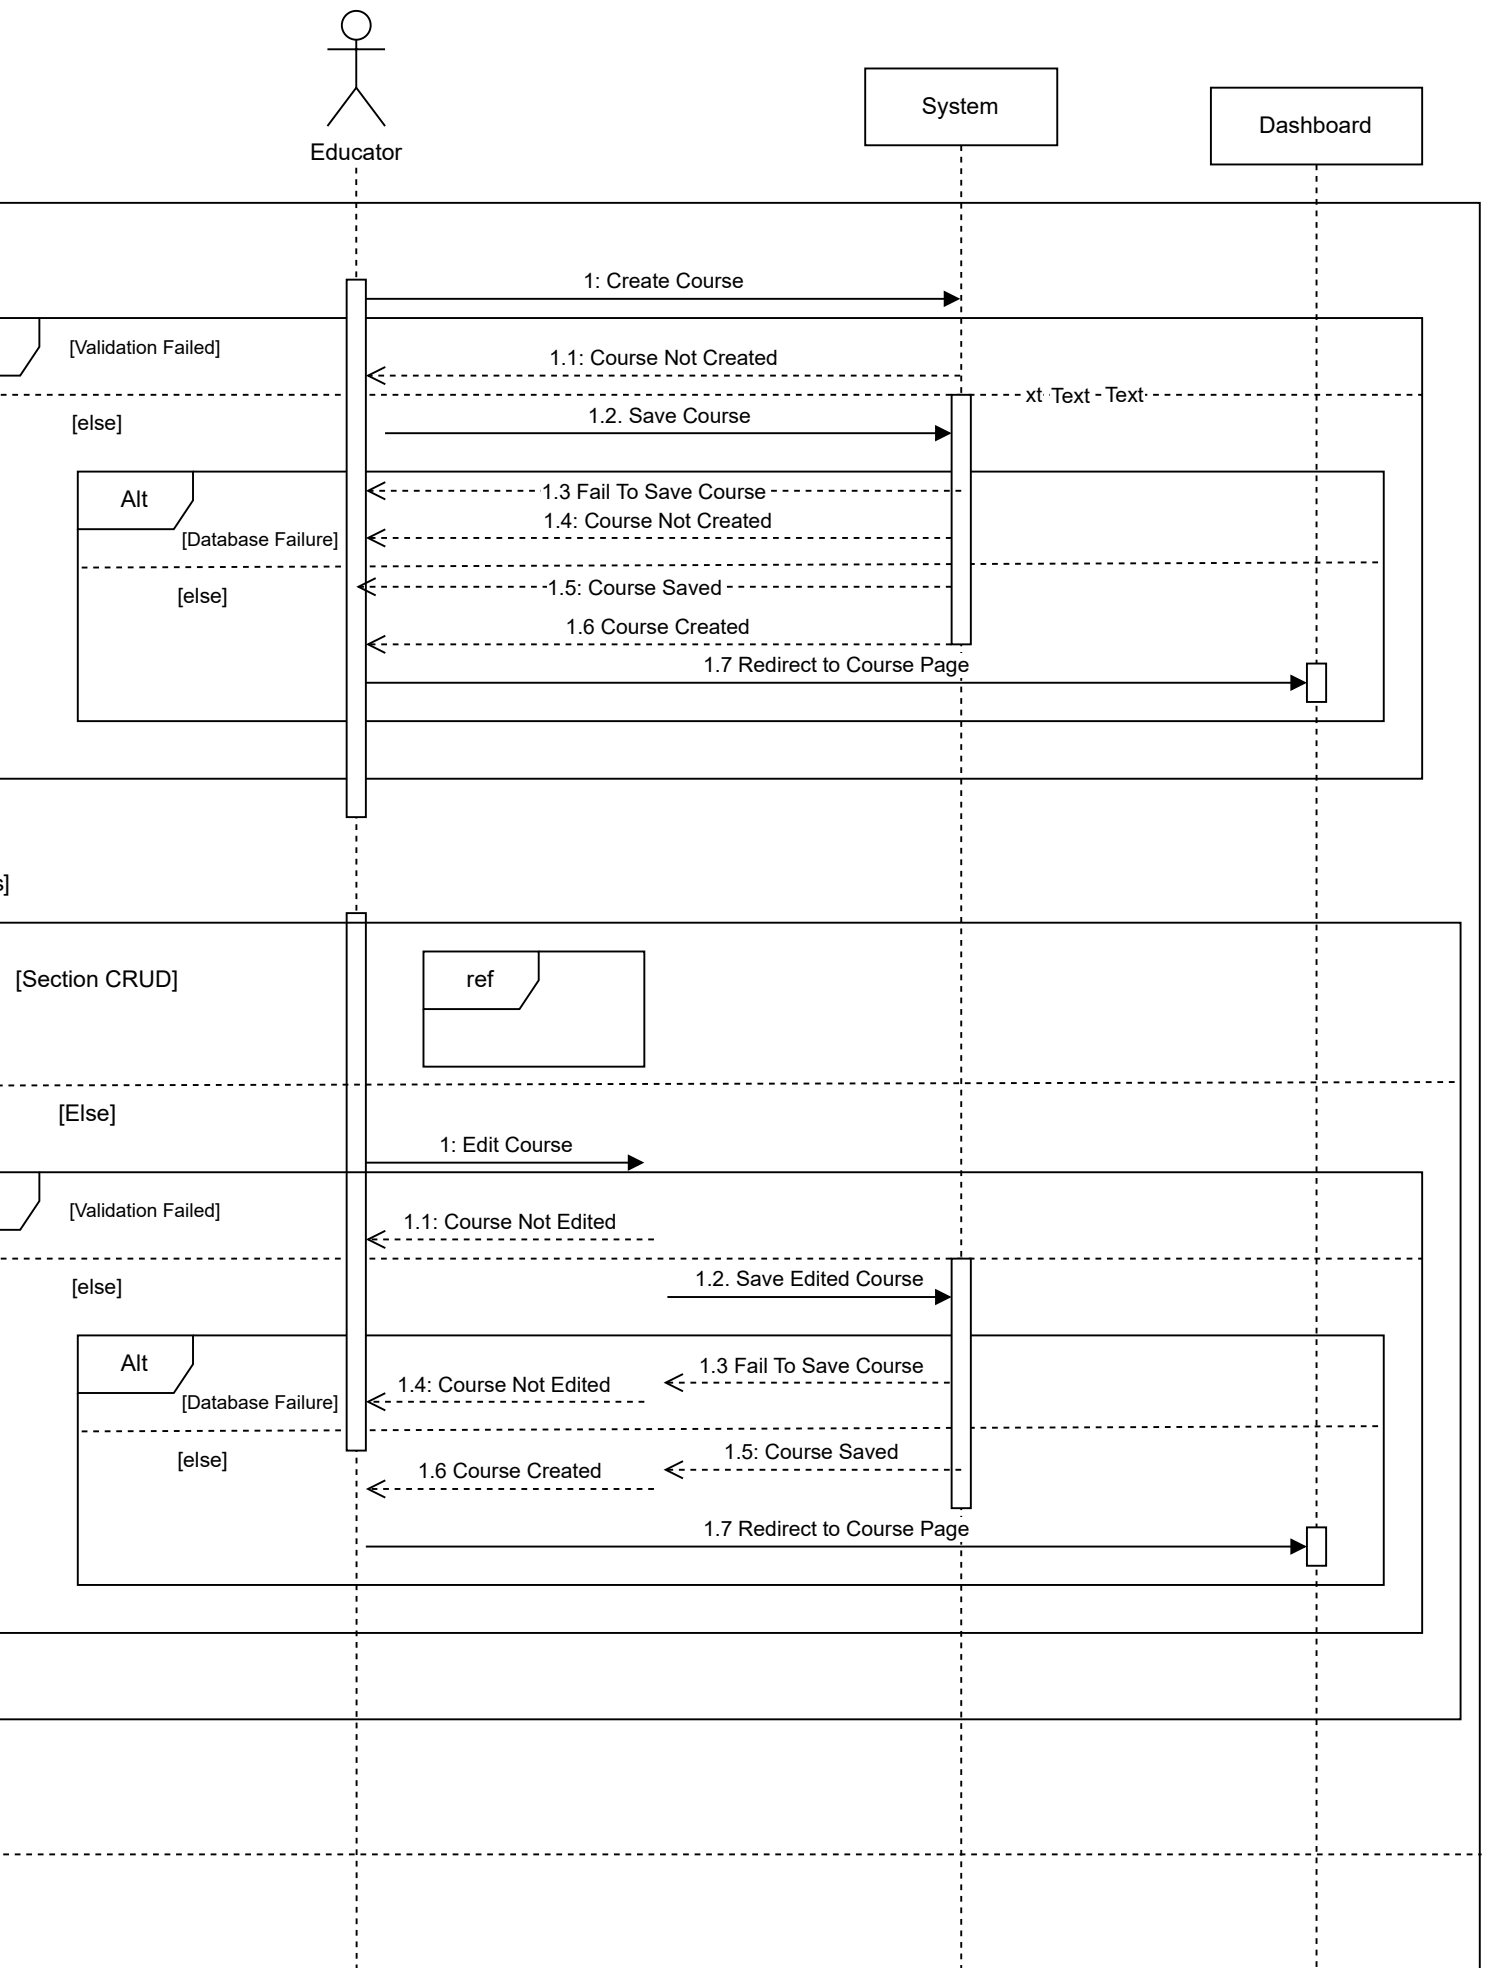 Educator
System
Dashboard
1: Create Course
[Validation Failed]
1.1: Course Not Created
xt Text Text
[else]
1.2. Save Course
Alt
1.3 Fail To Save Course
1.4: Course Not Created
[Database Failure]
1.5: Course Saved
[else]
1.6 Course Created
1.7 Redirect to Course Page
s]
[Section CRUD]
ref
[Else]
1: Edit Course
[Validation Failed]
1.1: Course Not Edited
[else]
1.2. Save Edited Course
Alt
1.3 Fail To Save Course
1.4: Course Not Edited
[Database Failure]
1.5: Course Saved
[else]
1.6 Course Created
1.7 Redirect to Course Page